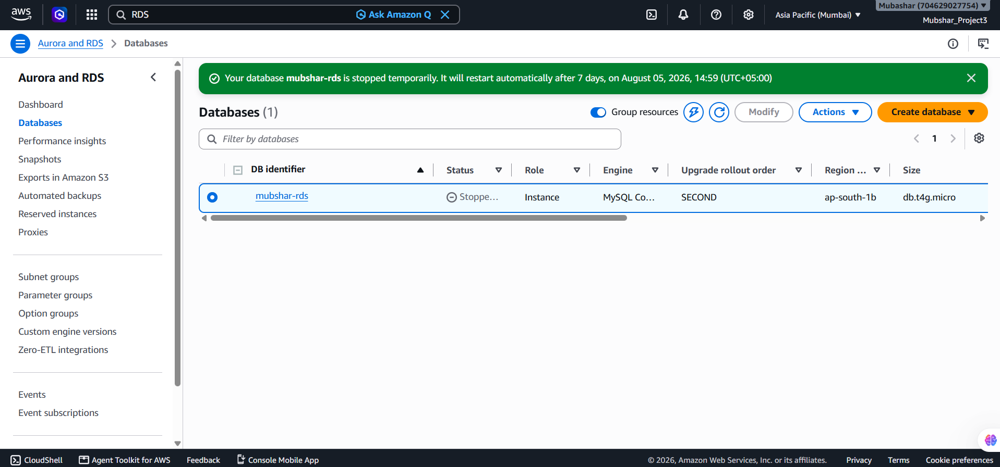 aws
RDS
Ask Amazon Q
Asia Pacific (Mumbai)
Mubashar (704629027754)
Mubshar_Project3
Aurora and RDS
Databases
Aurora and RDS
Dashboard
Databases
Performance insights
Snapshots
Exports in Amazon S3
Automated backups
Reserved instances
Proxies
Subnet groups
Parameter groups
Option groups
Custom engine versions
Zero-ETL integrations
Events
Event subscriptions
Your database mubshar-rds is stopped temporarily. It will restart automatically after 7 days, on August 05, 2026, 14:59 (UTC+05:00)
Databases (1)
Group resources
Modify
Actions
Create database
Filter by databases
1
DB identifier Status Role Engine Upgrade rollout order Region ... Size
mubshar-rds Stoppe... Instance MySQL Co... SECOND ap-south-1b db.t4g.micro
CloudShell Agent Toolkit for AWS Feedback Console Mobile App © 2026, Amazon Web Services, Inc. or its affiliates. Privacy Terms Cookie preferences